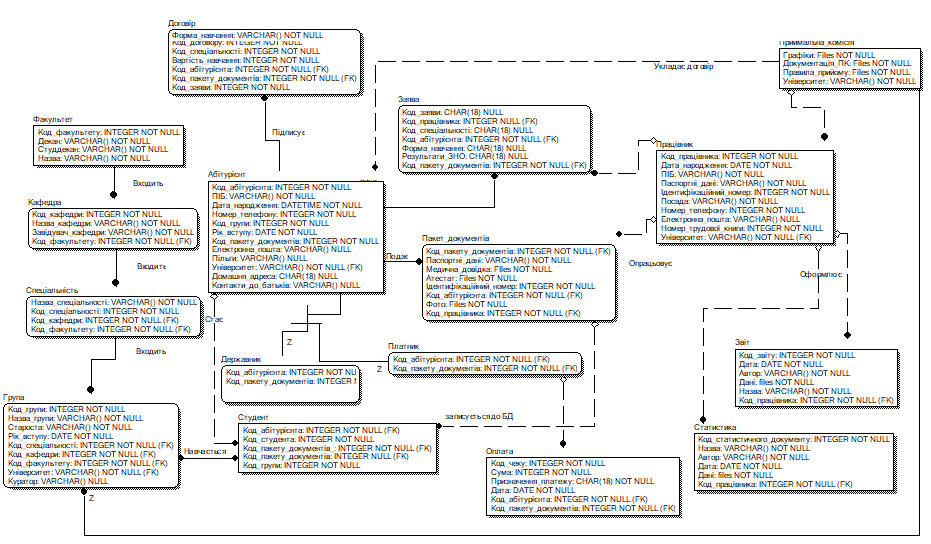 Договір
Форма_навчання: VARCHAR() NOT NULL
Код_договору: INTEGER NOT NULL
Код_спеціальності: INTEGER NOT NULL
Вартість_навчання: INTEGER NOT NULL
Код_абітурієнта: INTEGER NOT NULL (FK)
Код_пакету_документів: INTEGER NOT NULL (FK)
Код_заяви: INTEGER NOT NULL
Підписує
Укладає договір
Приймальна_комісія
Графіки: Files NOT NULL
Документація_ПК: Files NOT NULL
Правила_прийому: Files NOT NULL
Університет: VARCHAR() NOT NULL
Факультет
Код_факультету: INTEGER NOT NULL
Декан: VARCHAR() NOT NULL
Студдекан: VARCHAR() NOT NULL
Назва: VARCHAR() NOT NULL
Входить
Заява
Код_заяви: CHAR(18) NOT NULL
Код_працівника: INTEGER NOT NULL (FK)
Код_спеціальності: CHAR(18) NOT NULL
Код_абітурієнта: INTEGER NOT NULL (FK)
Форма_навчання: CHAR(18) NOT NULL
Результати_ЗНО: CHAR(18) NOT NULL
Код_пакету_документів: INTEGER NOT NULL (FK)
Працівник
Код_працівника: INTEGER NOT NULL
Дата_народження: DATE NOT NULL
ПІБ: VARCHAR() NOT NULL
Паспортні_дані: VARCHAR() NOT NULL
Ідентифікаційний_номер: INTEGER NOT NULL
Посада: VARCHAR() NOT NULL
Номер_телефону: INTEGER NOT NULL
Електронна_пошта: VARCHAR() NOT NULL
Номер_трудової_книги: INTEGER NOT NULL
Університет: VARCHAR() NOT NULL (FK)
Абітурієнт
Код_абітурієнта: INTEGER NOT NULL
ПІБ: VARCHAR() NOT NULL
Дата_народження: DATETIME NOT NULL
Номер_телефону: INTEGER NOT NULL
Код_групи: INTEGER NOT NULL
Рік_вступу: DATE NOT NULL
Код_пакету_документів: INTEGER NOT NULL
Електронна_пошта: VARCHAR() NOT NULL
Пільги: VARCHAR() NOT NULL
Університет: VARCHAR() NOT NULL (FK)
Домашня_адреса: CHAR(18) NOT NULL
Контакти_до_батьків: VARCHAR() NOT NULL
Кафедра
Код_кафедри: INTEGER NOT NULL
Назва_кафедри: VARCHAR() NOT NULL
Завідувач_кафедри: VARCHAR() NOT NULL
Код_факультету: INTEGER NOT NULL (FK)
Входить
Подає
Пакет_документів
Код_пакету_документів: INTEGER NOT NULL
Паспортні_дані: VARCHAR() NOT NULL
Медична_довідка: FIles NOT NULL
Атестат: Files NOT NULL
Ідентифікаційний_номер: INTEGER NOT NULL
Код_абітурієнта: INTEGER NOT NULL (FK)
Фото: Files NOT NULL
Код_працівника: INTEGER NOT NULL (FK)
Опрацьовує
Оформлює
Спеціальність
Назва_спеціальності: VARCHAR() NOT NULL
Код_спеціальності: INTEGER NOT NULL
Код_кафедри: INTEGER NOT NULL (FK)
Код_факультету: INTEGER NOT NULL (FK)
Стає
Входить
Z
Державник
Код_абітурієнта: INTEGER NOT NULL (FK
Код_пакету_документів: INTEGER
Платник
Z
Код_абітурієнта: INTEGER NOT NULL (FK)
Код_пакету_документів: INTEGER NOT NULL (FK)
Звіт
Код_звіту: INTEGER NOT NULL
Дата: DATE NOT NULL
Автор: VARCHAR() NOT NULL
Дані: files NOT NULL
Назва: VARCHAR() NOT NULL
Код_працівника: INTEGER NOT NULL (FK)
Група
Код_групи: INTEGER NOT NULL
Назва_групи: VARCHAR() NOT NULL
Староста: VARCHAR() NOT NULL
Рік_вступу: DATE NOT NULL
Код_спеціальності: INTEGER NOT NULL (FK)
Код_кафедри: INTEGER NOT NULL (FK)
Код_факультету: INTEGER NOT NULL (FK)
Університет: VARCHAR() NOT NULL (FK)
Куратор: VARCHAR() NOT NULL
Z
Навчається
Студент
Код_абітурієнта: INTEGER NOT NULL (FK)
Код_студента: INTEGER NOT NULL
Код_пакету_документів_: INTEGER NOT NULL (FK)
Код_пакету_документів: INTEGER NOT NULL (FK)
Код_групи: INTEGER NOT NULL
записується до БД
Оплата
Код_чеку: INTEGER NOT NULL
Сума: INTEGER NOT NULL
Призначення_платежу: CHAR(18) NOT NULL
Дата: DATE NOT NULL
Код_абітурієнта: INTEGER NOT NULL (FK)
Код_пакету_документів: INTEGER NOT NULL (FK)
Статистика
Код_статистичного_документу: INTEGER NOT NULL
Назва: VARCHAR() NOT NULL
Автор: VARCHAR() NOT NULL
Дата: DATE NOT NULL
Дані: files NOT NULL
Код_працівника: INTEGER NOT NULL (FK)